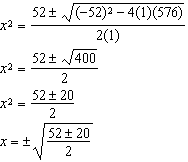 x² = (52 ± √((−52)² − 4(1)(576))) / 2(1)
x² = (52 ± √400) / 2
x² = (52 ± 20) / 2
x = ± √((52 ± 20) / 2)